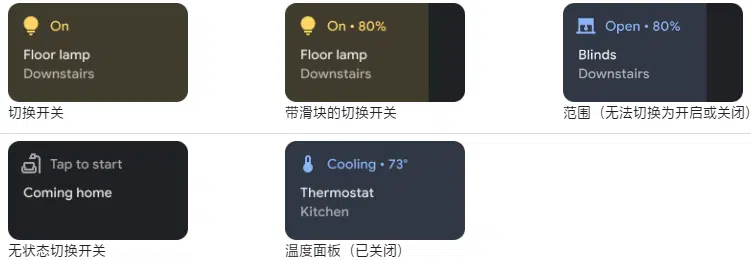 On
Floor lamp
Downstairs
切换开关
On • 80%
Floor lamp
Downstairs
带滑块的切换开关
Open • 80%
Blinds
Downstairs
范围（无法切换为开启或关闭）
Tap to start
Coming home
无状态切换开关
Cooling • 73°
Thermostat
Kitchen
温度面板（已关闭）